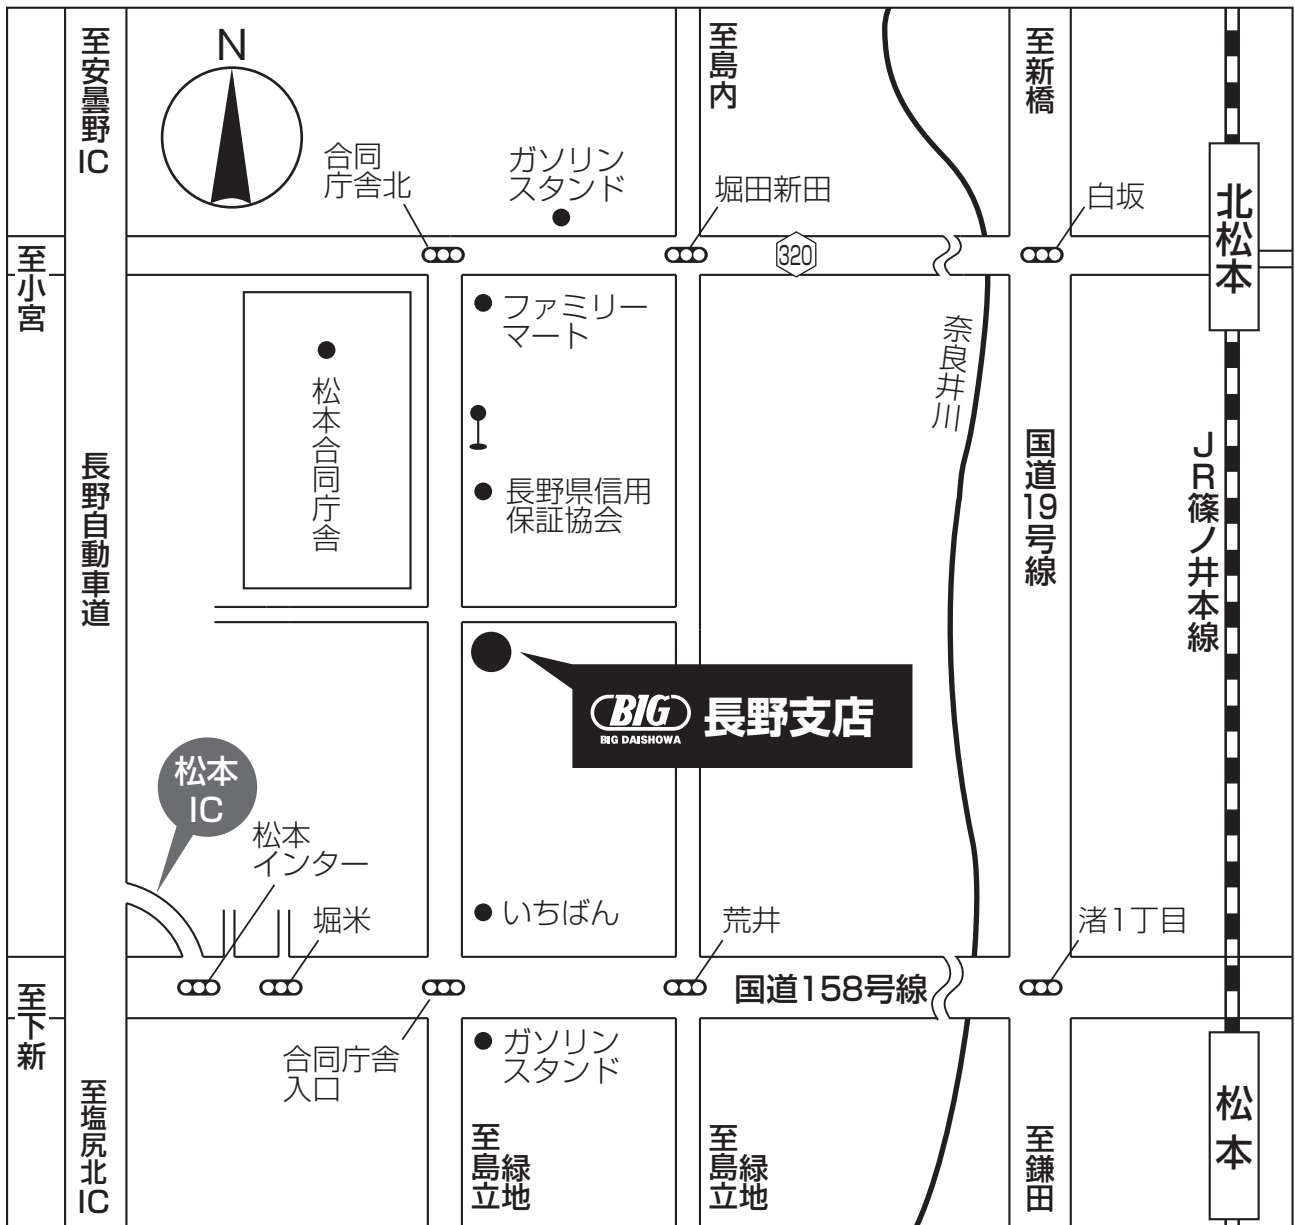 至安曇野IC
N
至島内
至新橋
合同
庁舎北
ガソリン
スタンド
堀田新田
白坂
北松本
320
至小宮
ファミリー
マート
奈良井川
松本合同庁舎
長野自動車道
長野県信用
保証協会
国道19号線
JR篠ノ井本線
BIG
BIG DAISHOWA
長野支店
松本
IC
松本
インター
堀米
いちばん
荒井
渚1丁目
国道158号線
至下新
合同庁舎
入口
ガソリン
スタンド
至塩尻北IC
至島立
緑地
至島立
緑地
至鎌田
松本